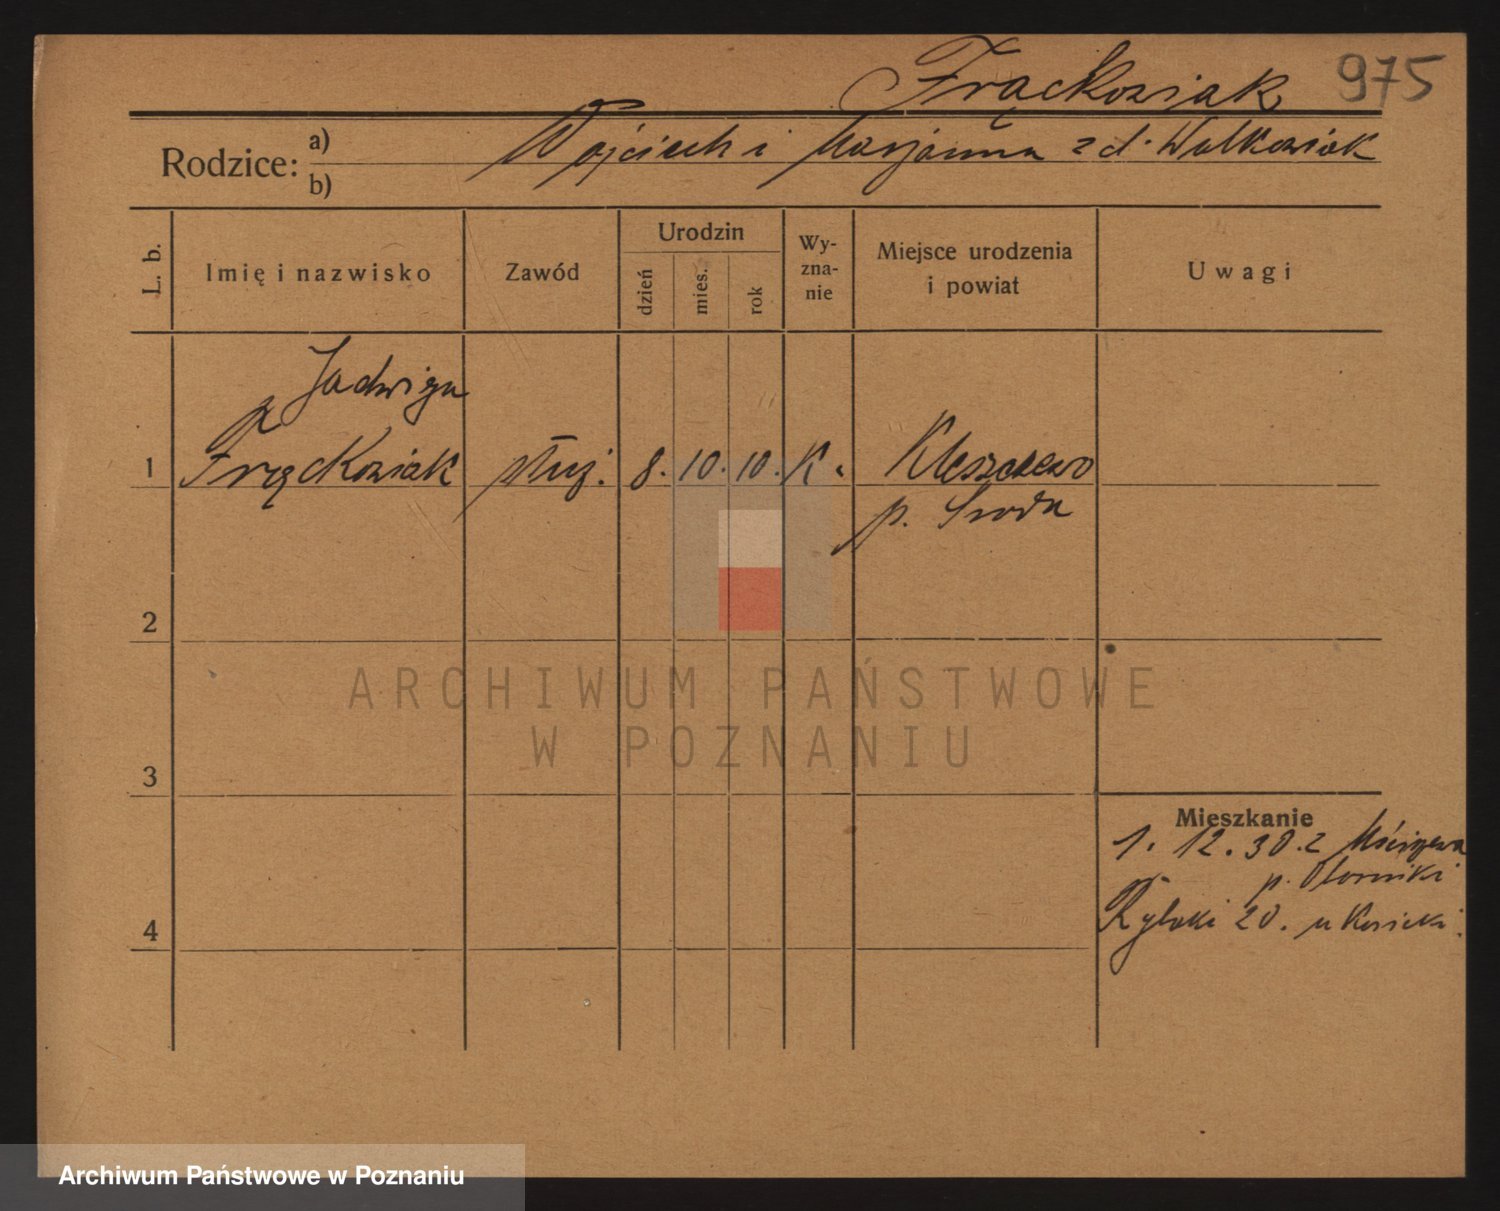 Frąckowiak 975
Rodzice: a) Wojciech i Marjanna z d. Walkowiak
b)
L. b. Imię i nazwisko Zawód Urodzin dzień mies. rok Wyzna-nie Miejsce urodzenia i powiat Uwagi
Jadwiga
1 Frąckowiak służ. 8. 10. 10. K. Kleszczewo
p. Środa
2
ARCHIWUM PAŃSTWOWE
W POZNANIU
3
Mieszkanie
1. 12. 30. z
p. Oborniki
4 Rybaki 20. u
Archiwum Państwowe w Poznaniu